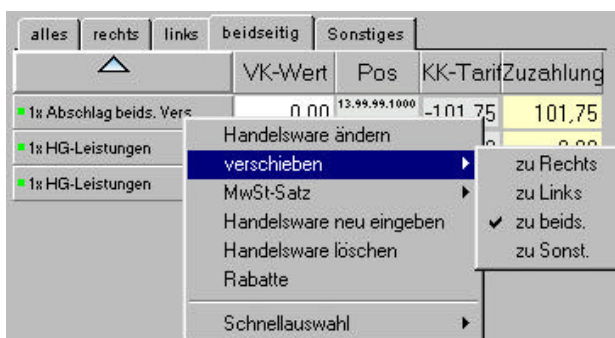 alles rechts links beidseitig Sonstiges
VK-Wert Pos KK-Tarif Zuzahlung
1x Abschlag beids. Vers 0,00 13.99.99.1000 -101,75 101,75
Handelsware ändern
1x HG-Leistungen
verschieben zu Rechts
1x HG-Leistungen
MwSt-Satz zu Links
Handelsware neu eingeben zu beids.
Handelsware löschen zu Sonst.
Rabatte
Schnellauswahl